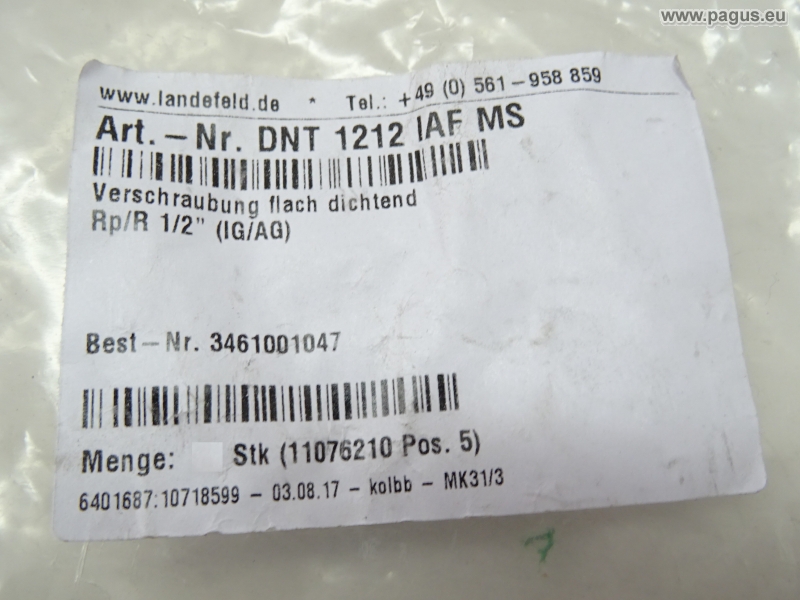 www.pagus.eu
www.landefeld.de * Tel.: +49 (0) 561-958 859
Art.-Nr. DNT 1212 IAF MS
Verschraubung flach dichtend
Rp/R 1/2" (IG/AG)
Best-Nr. 3461001047
Menge: Stk (11076210 Pos. 5)
6401687:10718599 - 03.08.17 - kolbb - MK31/3
7